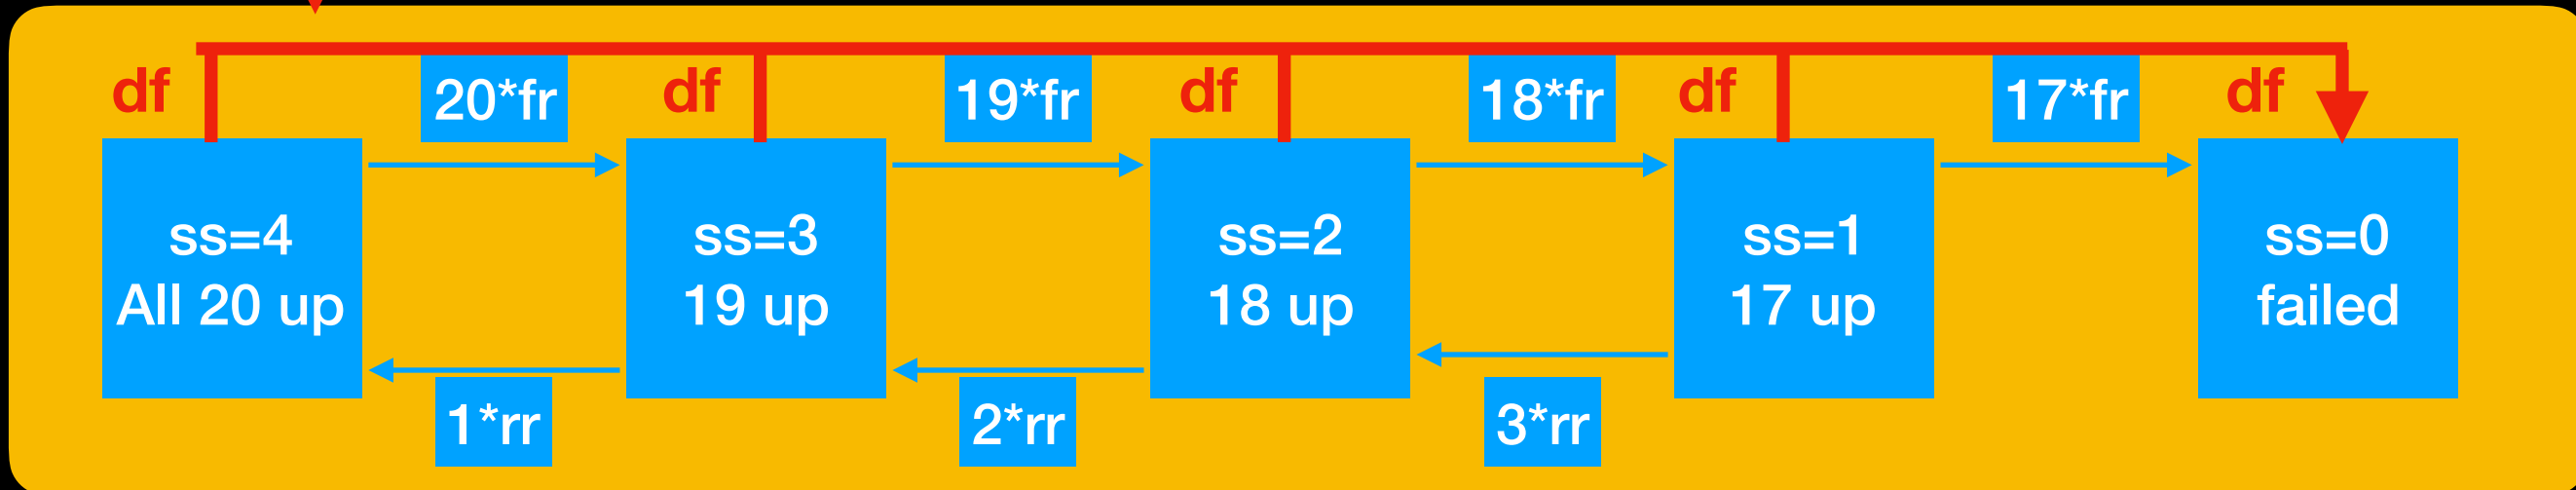 df
20*fr
df
19*fr
df
18*fr
df
17*fr
df
ss=4
All 20 up
ss=3
19 up
ss=2
18 up
ss=1
17 up
ss=0
failed
1*rr
2*rr
3*rr